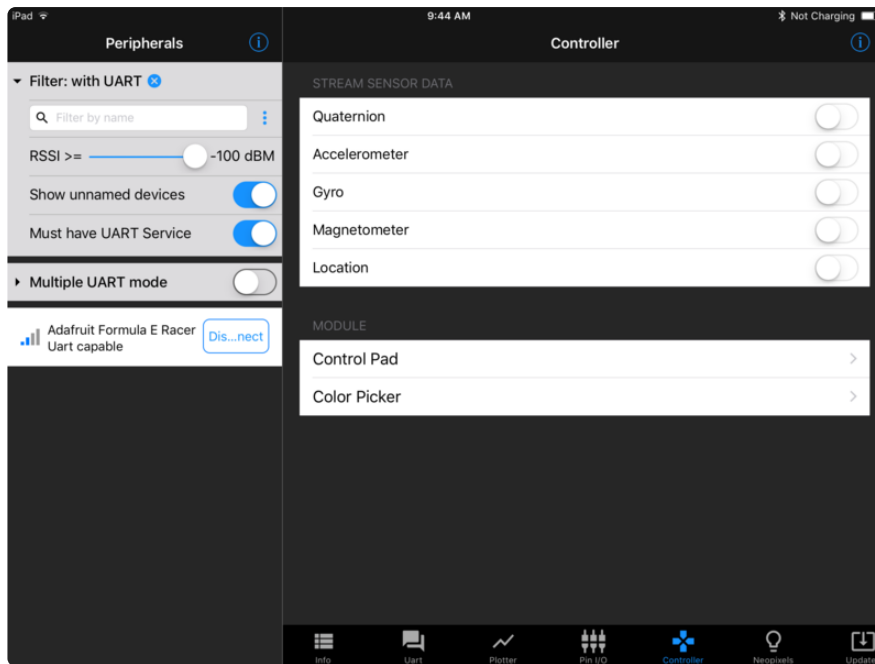 iPad
9:44 AM
Not Charging
Peripherals
Controller
Filter: with UART
Filter by name
RSSI >=
-100 dBM
Show unnamed devices
Must have UART Service
Multiple UART mode
Adafruit Formula E Racer
Uart capable
Dis...nect
STREAM SENSOR DATA
Quaternion
Accelerometer
Gyro
Magnetometer
Location
MODULE
Control Pad
Color Picker
Info
Uart
Plotter
Pin I/O
Controller
Neopixels
Update